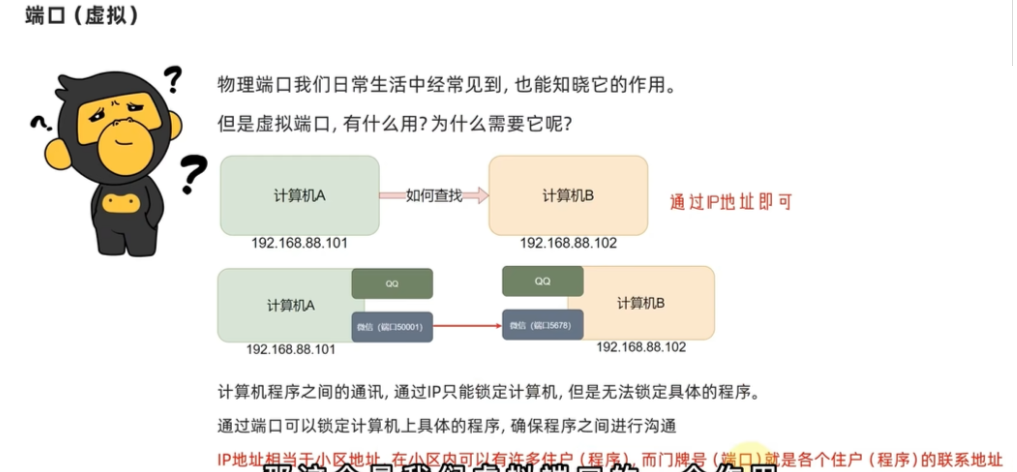 端口（虚拟）
物理端口我们日常生活中经常见到，也能知晓它的作用。
但是虚拟端口，有什么用？为什么需要它呢？
计算机A
如何查找
计算机B
通过IP地址即可
192.168.88.101
192.168.88.102
QQ
QQ
计算机A
计算机B
微信（端口50001）
微信（端口5678）
192.168.88.101
192.168.88.102
计算机程序之间的通讯，通过IP只能锁定计算机，但是无法锁定具体的程序。
通过端口可以锁定计算机上具体的程序，确保程序之间进行沟通
IP地址相当于小区地址，在小区内可以有许多住户（程序），而门牌号（端口）就是各个住户（程序）的联系地址